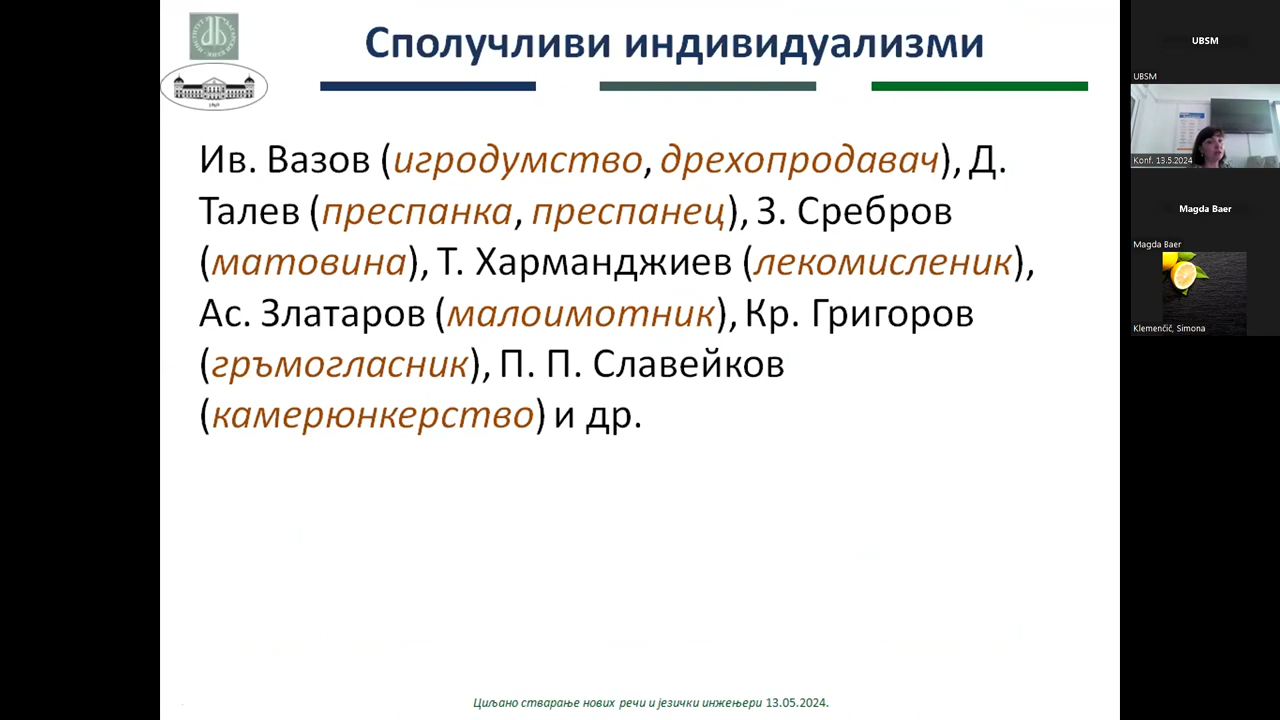 Сполучливи индивидуализми
Ив. Вазов (игродумство, дрехопродавач), Д.
Талев (преспанка, преспанец), З. Сребров
(матовина), Т. Харманджиев (лекомисленик),
Ас. Златаров (малоимотник), Кр. Григоров
(гръмогласник), П. П. Славейков
(камерюнкерство) и др.
Циљано стварање нових речи и језички инжењери 13.05.2024.
UBSM
UBSM
Konf. 13.5.2024
Magda Baer
Magda Baer
Klemenčič, Simona